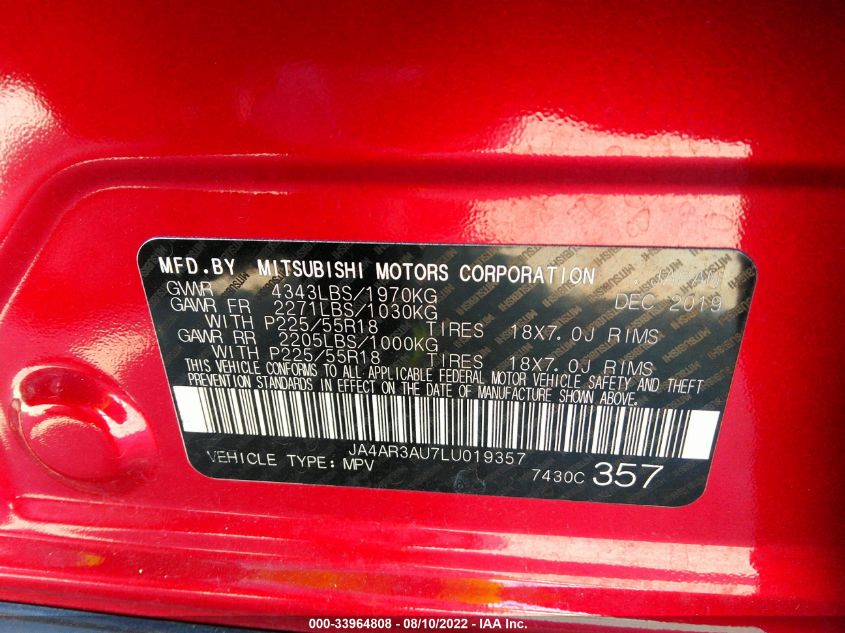 MFD.BY MITSUBISHI MOTORS CORPORATION , JAPAN
GVWR 4343LBS/1970KG DEC 2019
GAWR FR 2271LBS/1030KG
WITH P225/55R18 TIRES 18X7.0J RIMS
GAWR RR 2205LBS/1000KG
WITH P225/55R18 TIRES 18X7.0J RIMS
THIS VEHICLE CONFORMS TO ALL APPLICABLE FEDERAL MOTOR VEHICLE SAFETY AND THEFT
PREVENTION STANDARDS IN EFFECT ON THE DATE OF MANUFACTURE SHOWN ABOVE.
JA4AR3AU7LU019357
VEHICLE TYPE: MPV 7430C 357
000-33964808 - 08/10/2022 - IAA Inc.